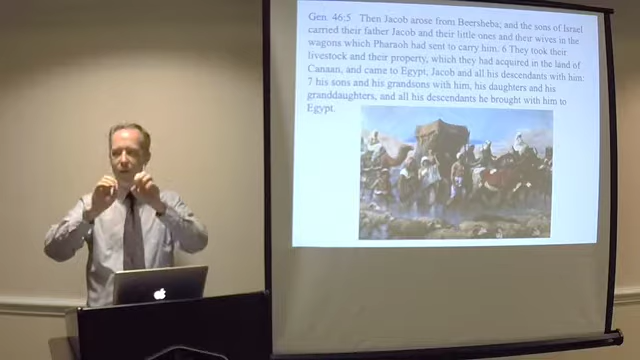 Gen. 46:5 Then Jacob arose from Beersheba; and the sons of Israel
carried their father Jacob and their little ones and their wives in the
wagons which Pharaoh had sent to carry him. 6 They took their
livestock and their property, which they had acquired in the land of
Canaan, and came to Egypt, Jacob and all his descendants with him:
7 his sons and his grandsons with him, his daughters and his
granddaughters, and all his descendants he brought with him to
Egypt.